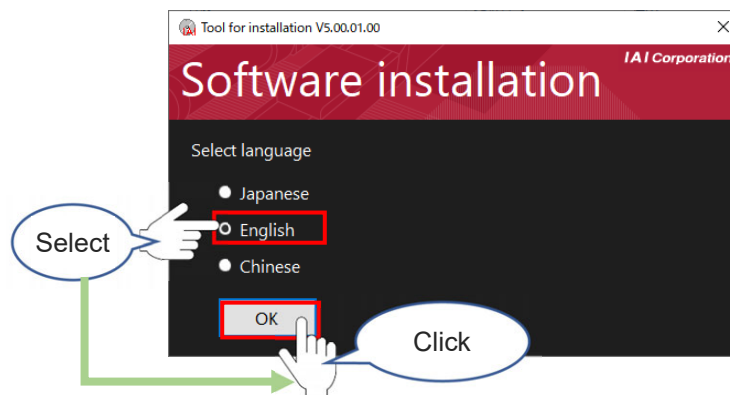 Tool for installation V5.00.01.00
Software installation
IAI Corporation
Select language
Japanese
English
Chinese
OK
Select
Click